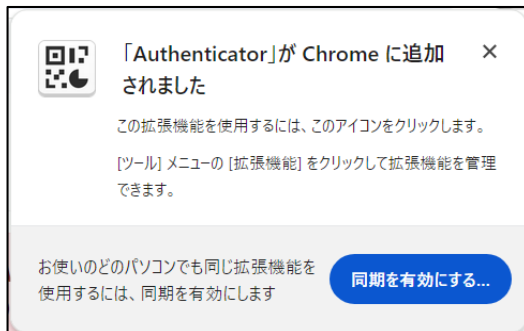 「Authenticator」が Chrome に追加
されました
この拡張機能を使用するには、このアイコンをクリックします。
[ツール] メニューの [拡張機能] をクリックして拡張機能を管理
できます。
お使いのどのパソコンでも同じ拡張機能を
使用するには、同期を有効にします
同期を有効にする...